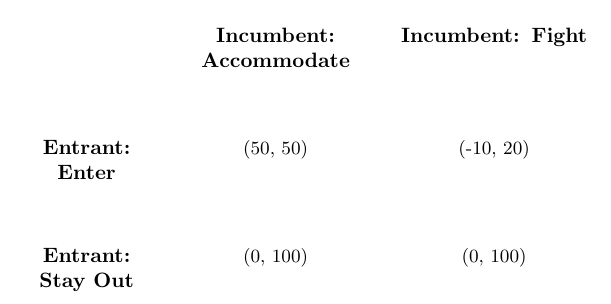 Incumbent: Accommodate
Incumbent: Fight
Entrant: Enter
(50, 50)
(-10, 20)
Entrant: Stay Out
(0, 100)
(0, 100)